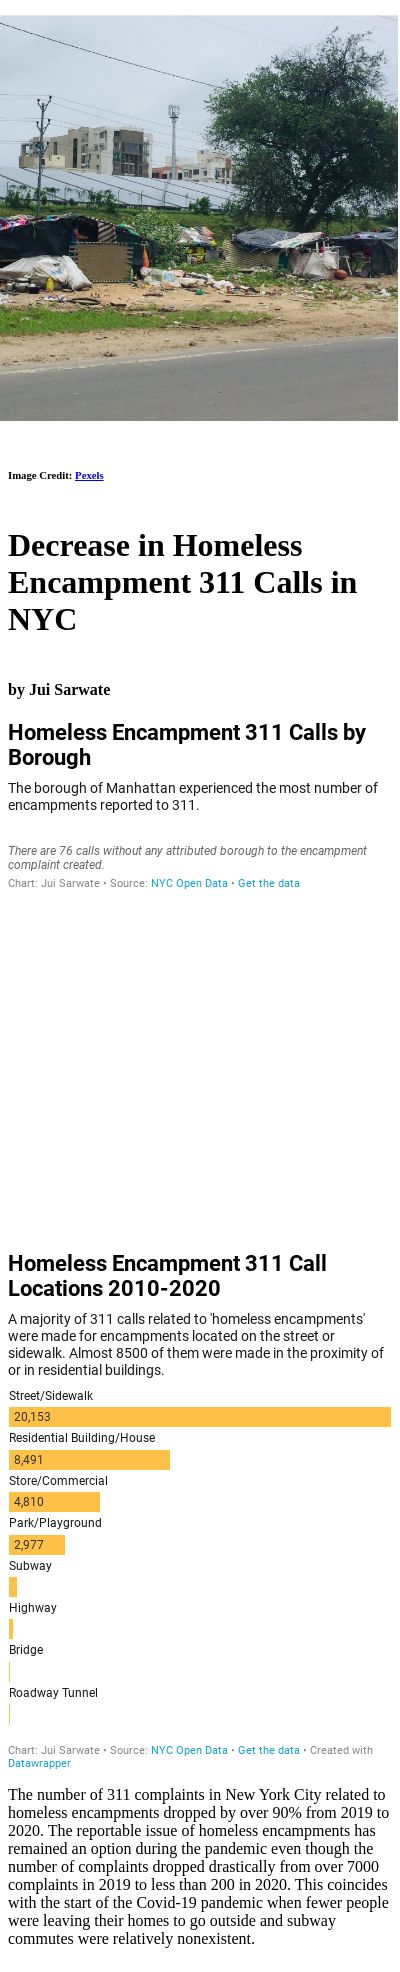 Image Credit: Pexels
Decrease in Homeless
Encampment 311 Calls in
NYC
by Jui Sarwate
Homeless Encampment 311 Calls by
Borough
The borough of Manhattan experienced the most number of
encampments reported to 311.
There are 76 calls without any attributed borough to the encampment
complaint created.
Chart: Jui Sarwate • Source: NYC Open Data • Get the data
Homeless Encampment 311 Call
Locations 2010-2020
A majority of 311 calls related to 'homeless encampments'
were made for encampments located on the street or
sidewalk. Almost 8500 of them were made in the proximity of
or in residential buildings.
Street/Sidewalk
20,153
Residential Building/House
8,491
Store/Commercial
4,810
Park/Playground
2,977
Subway
Highway
Bridge
Roadway Tunnel
Chart: Jui Sarwate • Source: NYC Open Data • Get the data • Created with
Datawrapper
The number of 311 complaints in New York City related to
homeless encampments dropped by over 90% from 2019 to
2020. The reportable issue of homeless encampments has
remained an option during the pandemic even though the
number of complaints dropped drastically from over 7000
complaints in 2019 to less than 200 in 2020. This coincides
with the start of the Covid-19 pandemic when fewer people
were leaving their homes to go outside and subway
commutes were relatively nonexistent.